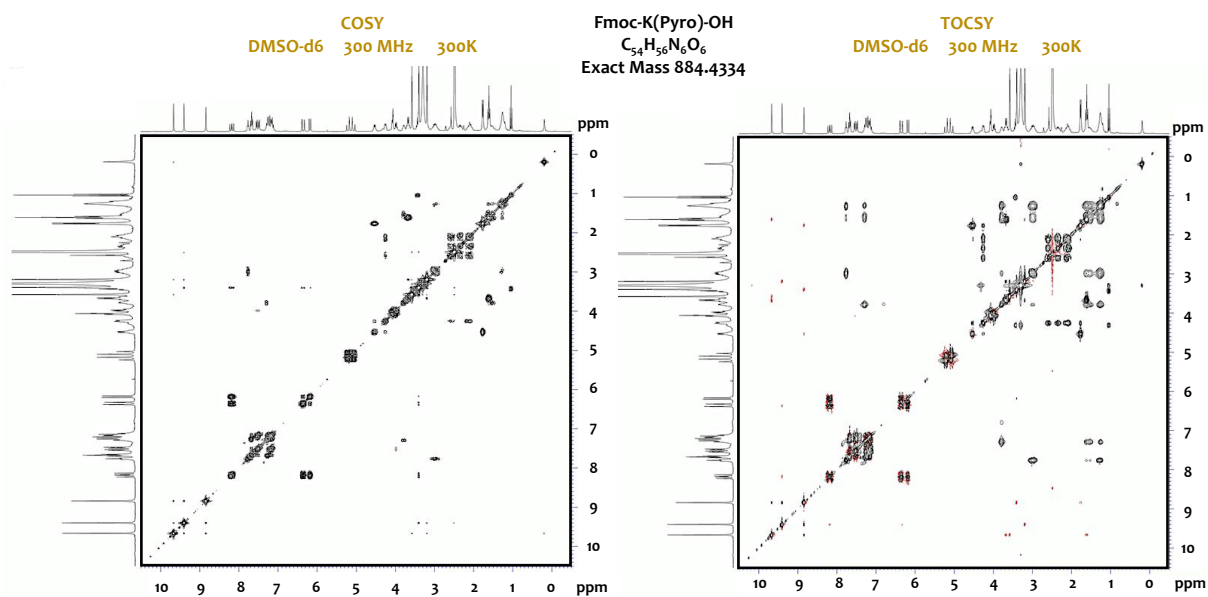 COSY
DMSO-d6 300 MHz 300K
Fmoc-K(Pyro)-OH
C₅₄H₅₆N₆O₆
Exact Mass 884.4334
TOCSY
DMSO-d6 300 MHz 300K
ppm
0
1
2
3
4
5
6
7
8
9
10
10 9 8 7 6 5 4 3 2 1 0 ppm
ppm
0
1
2
3
4
5
6
7
8
9
10
10 9 8 7 6 5 4 3 2 1 0 ppm